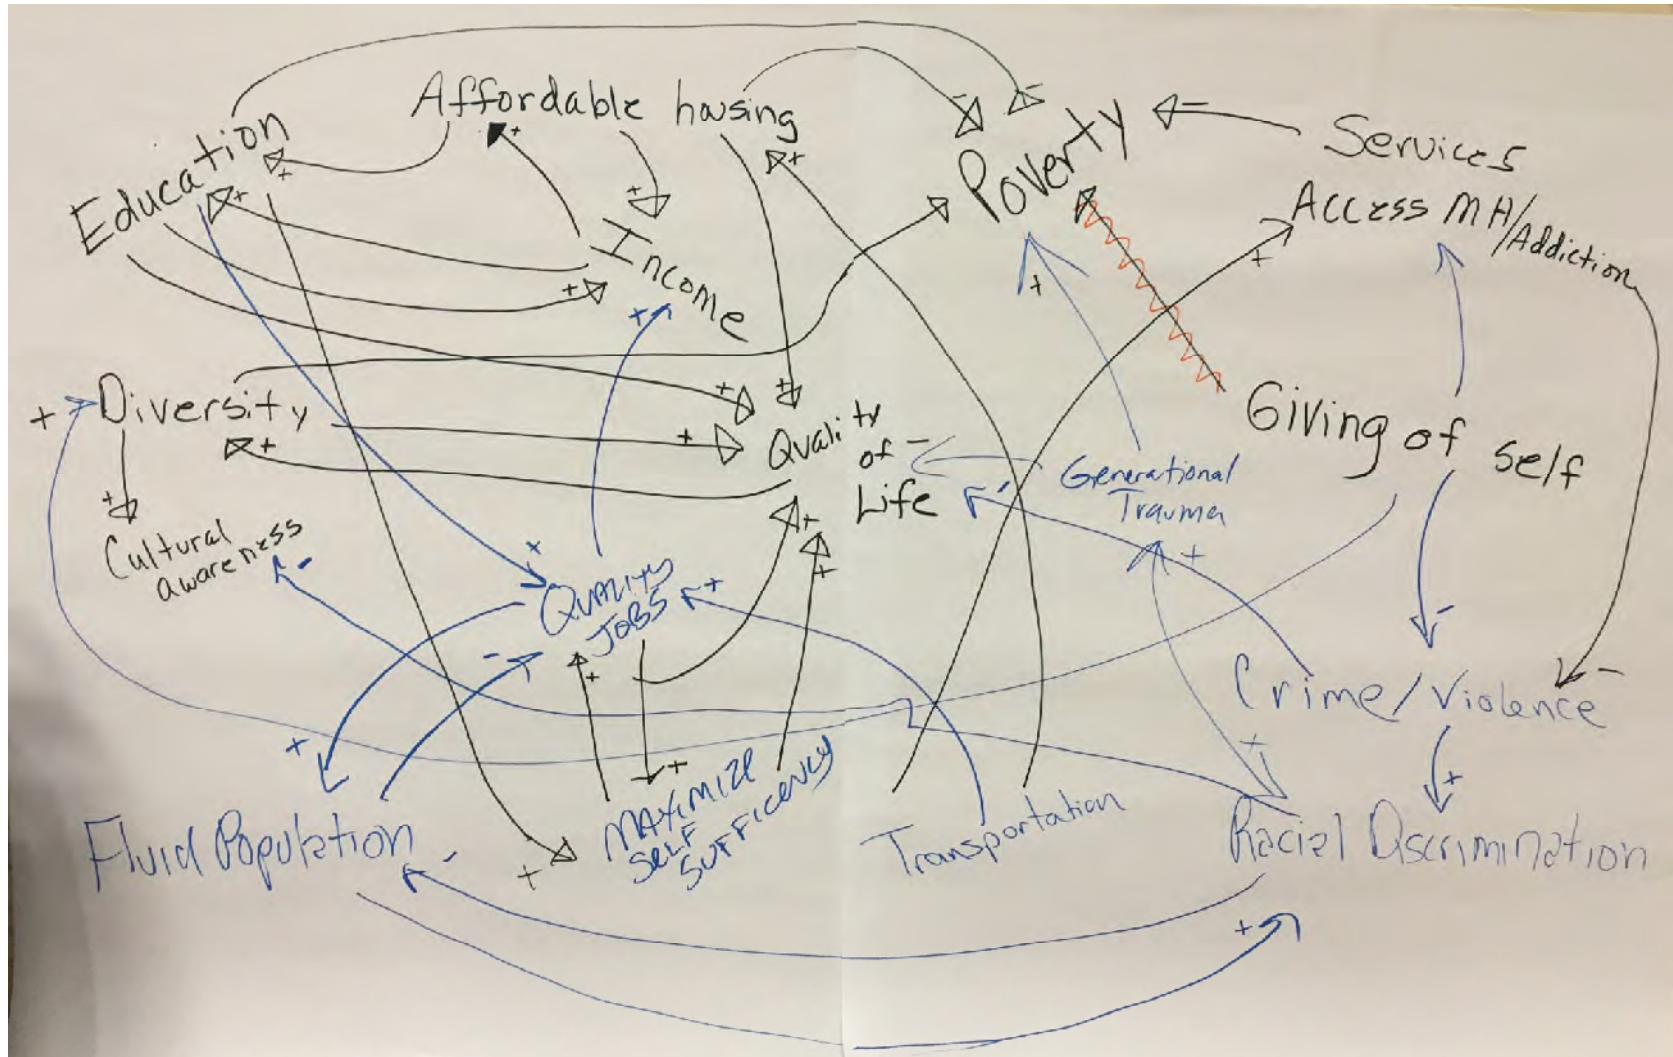 Affordable housing
Education
Poverty
Services
Access MH/Addiction
Income
Diversity
Quality
of
Life
Giving of self
Generational
Trauma
Cultural
awareness
QUALITY
JOBS
Crime/Violence
Fluid Population
MAXIMIZE
SELF
SUFFICENCY
Transportation
Racial Discrimination